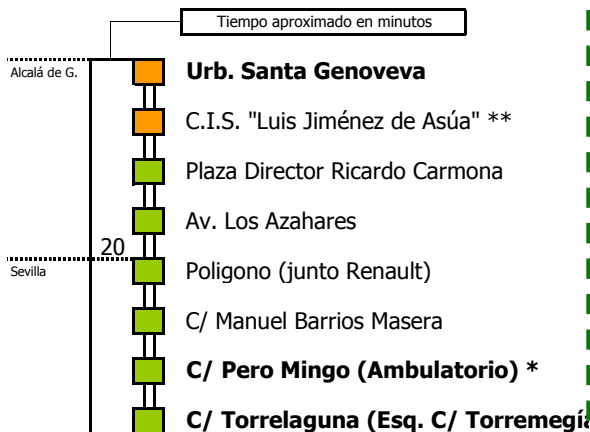 Tiempo aproximado en minutos
Alcalá de G.
Urb. Santa Genoveva
C.I.S. "Luis Jiménez de Asúa" **
Plaza Director Ricardo Carmona
Av. Los Azahares
20
Sevilla
Poligono (junto Renault)
C/ Manuel Barrios Masera
C/ Pero Mingo (Ambulatorio) *
C/ Torrelaguna (Esq. C/ Torremegía